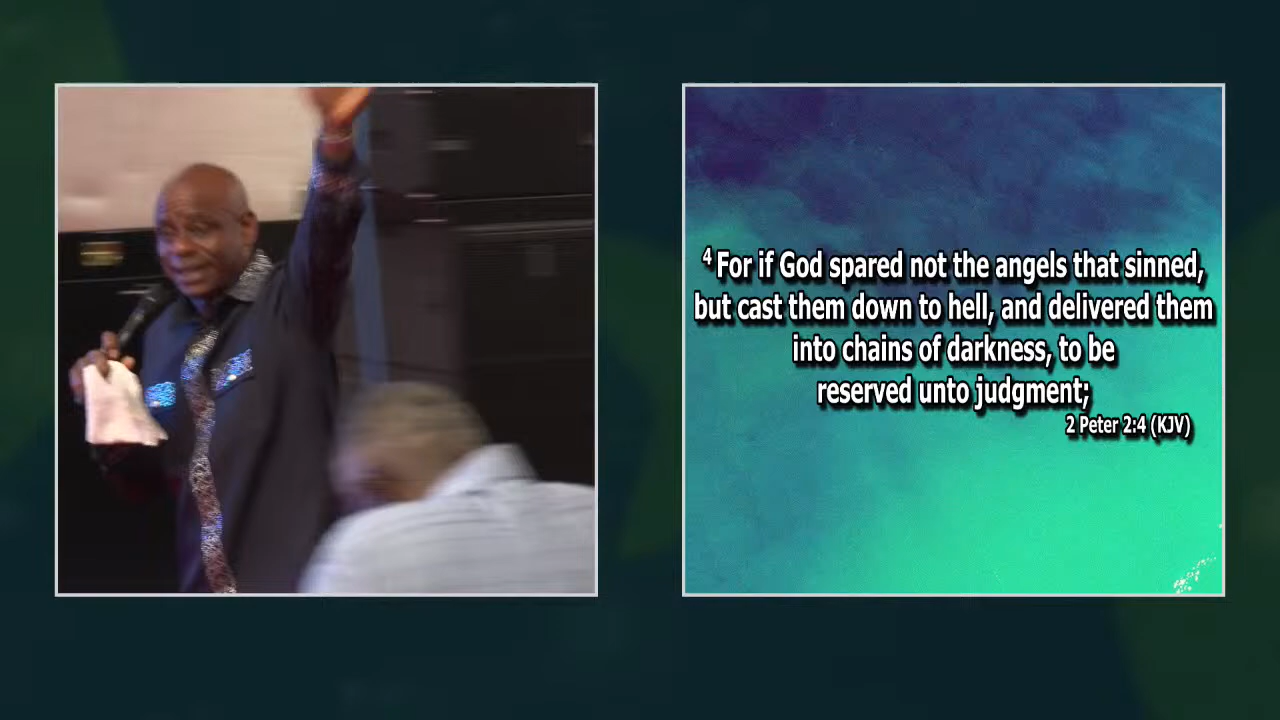 4 For if God spared not the angels that sinned,
but cast them down to hell, and delivered them
into chains of darkness, to be
reserved unto judgment;
2 Peter 2:4 (KJV)